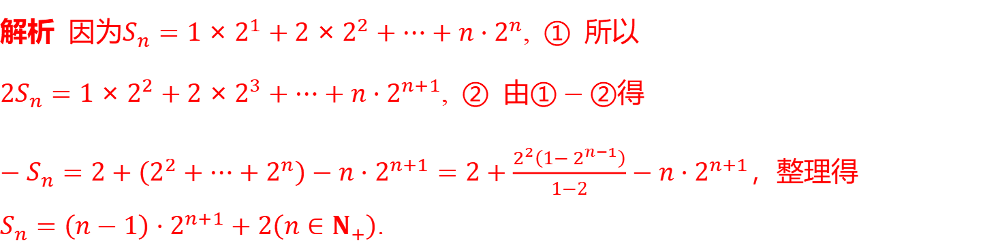 解析 因为$S_n = 1 \times 2^1 + 2 \times 2^2 + \cdots + n \cdot 2^n$, ① 所以
$2S_n = 1 \times 2^2 + 2 \times 2^3 + \cdots + n \cdot 2^{n+1}$, ② 由①－②得
$-S_n = 2 + (2^2 + \cdots + 2^n) - n \cdot 2^{n+1} = 2 + \frac{2^2(1-2^{n-1})}{1-2} - n \cdot 2^{n+1}$，整理得
$S_n = (n-1) \cdot 2^{n+1} + 2(n \in \mathbf{N}_+)$.